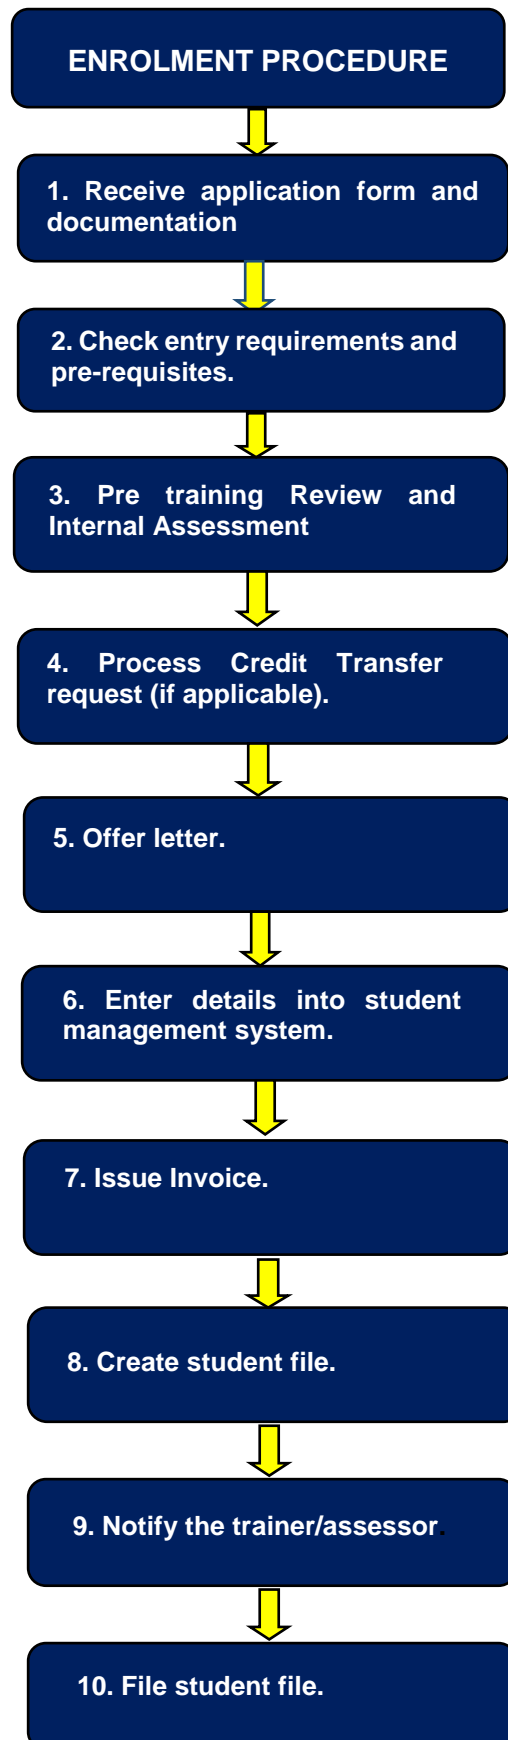 ENROLMENT PROCEDURE
1. Receive application form and
documentation
2. Check entry requirements and
pre-requisites.
3. Pre training Review and
Internal Assessment
4. Process Credit Transfer
request (if applicable).
5. Offer letter.
6. Enter details into student
management system.
7. Issue Invoice.
8. Create student file.
9. Notify the trainer/assessor.
10. File student file.